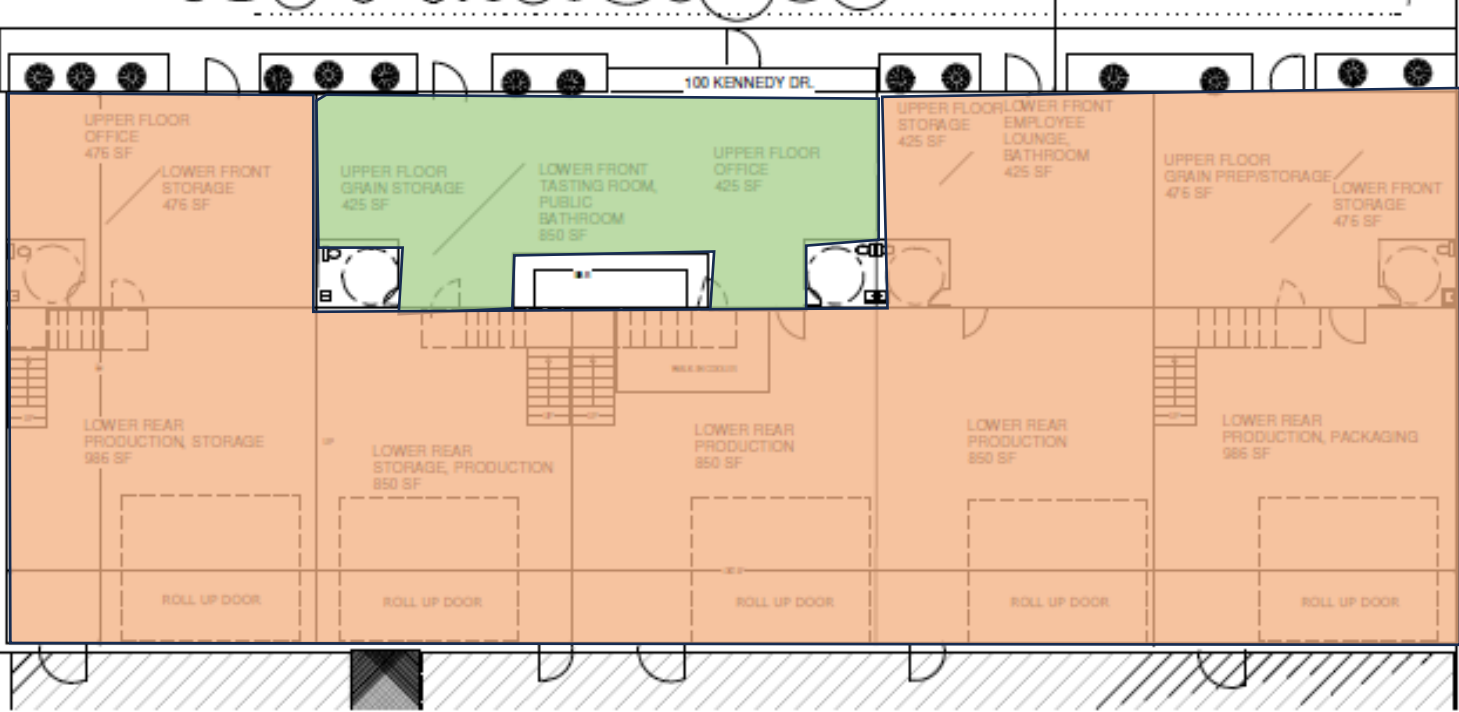 100 KENNEDY DR.
UPPER FLOOR
OFFICE
476 SF
LOWER FRONT
STORAGE
476 SF
UPPER FLOOR
GRAIN STORAGE
425 SF
LOWER FRONT
TASTING ROOM,
PUBLIC
BATHROOM
850 SF
UPPER FLOOR
OFFICE
425 SF
UPPER FLOOR
STORAGE
425 SF
LOWER FRONT
EMPLOYEE
LOUNGE,
BATHROOM
425 SF
UPPER FLOOR
GRAIN PREP/STORAGE
476 SF
LOWER FRONT
STORAGE
476 SF
LOWER REAR
PRODUCTION, STORAGE
986 SF
UP
LOWER REAR
STORAGE, PRODUCTION
850 SF
LOWER REAR
PRODUCTION
850 SF
LOWER REAR
PRODUCTION
850 SF
LOWER REAR
PRODUCTION, PACKAGING
986 SF
ROLL UP DOOR
ROLL UP DOOR
ROLL UP DOOR
ROLL UP DOOR
ROLL UP DOOR